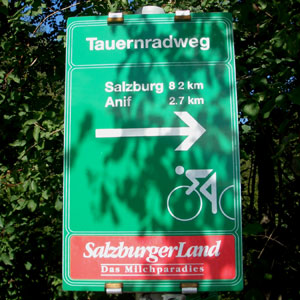 Tauernradweg
Salzburg 8.2 km
Anif 2.7 km
SalzburgerLand
Das Milchparadies